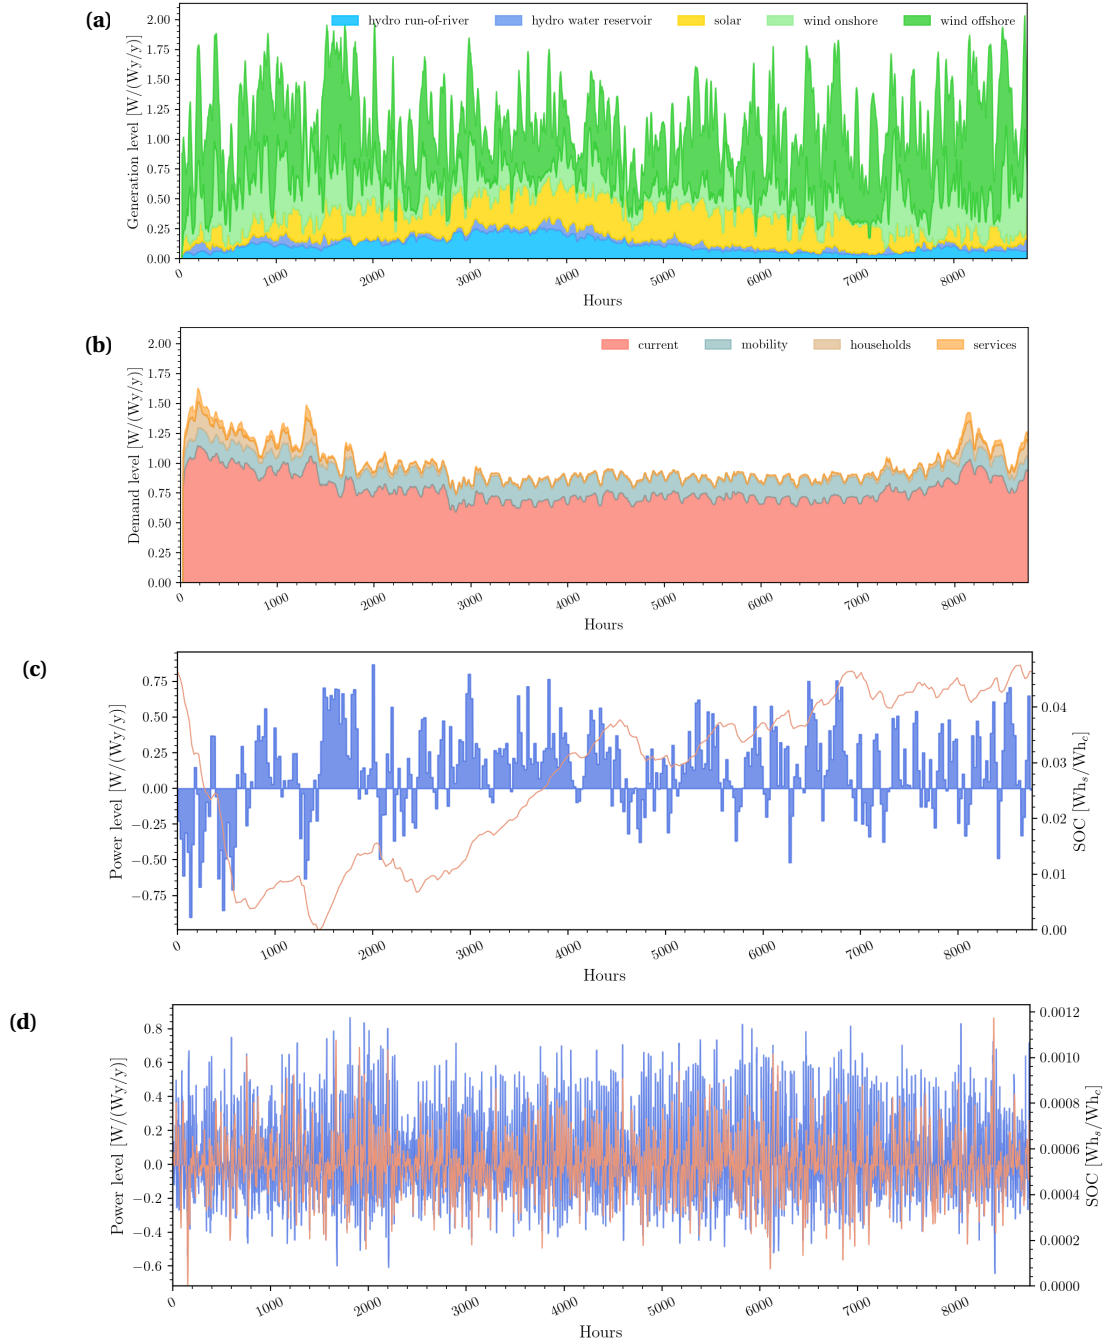 (a)
hydro run-of-river hydro water reservoir solar wind onshore wind offshore
Generation level [W/(Wy/y)]
2.00
1.75
1.50
1.25
1.00
0.75
0.50
0.25
0.00
0 1000 2000 3000 4000 5000 6000 7000 8000
Hours
(b)
current mobility households services
Demand level [W/(Wy/y)]
2.00
1.75
1.50
1.25
1.00
0.75
0.50
0.25
0.00
0 1000 2000 3000 4000 5000 6000 7000 8000
Hours
(c)
Power level [W/(Wy/y)]
0.75
0.50
0.25
0.00
−0.25
−0.50
−0.75
0.04
0.03
0.02
0.01
0.00
SOC [Whₛ/Wh꜀]
0 1000 2000 3000 4000 5000 6000 7000 8000
Hours
(d)
Power level [W/(Wy/y)]
0.8
0.6
0.4
0.2
0.0
−0.2
−0.4
−0.6
0.0012
0.0010
0.0008
0.0006
0.0004
0.0002
0.0000
SOC [Whₛ/Wh꜀]
0 1000 2000 3000 4000 5000 6000 7000 8000
Hours